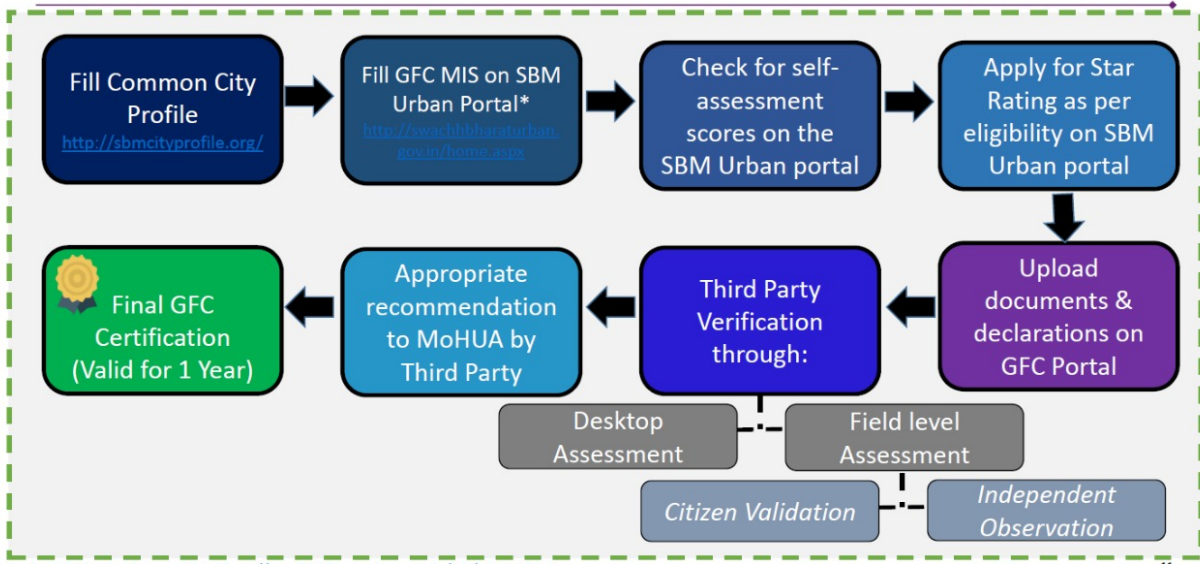 Fill Common City
Profile
http://sbmcityprofile.org/
Fill GFC MIS on SBM
Urban Portal*
http://swachhbharaturban.
gov.in/home.aspx
Check for self-
assessment
scores on the
SBM Urban portal
Apply for Star
Rating as per
eligibility on SBM
Urban portal
Upload
documents &
declarations on
GFC Portal
Third Party
Verification
through:
Desktop
Assessment
Field level
Assessment
Citizen Validation
Independent
Observation
Appropriate
recommendation
to MoHUA by
Third Party
Final GFC
Certification
(Valid for 1 Year)